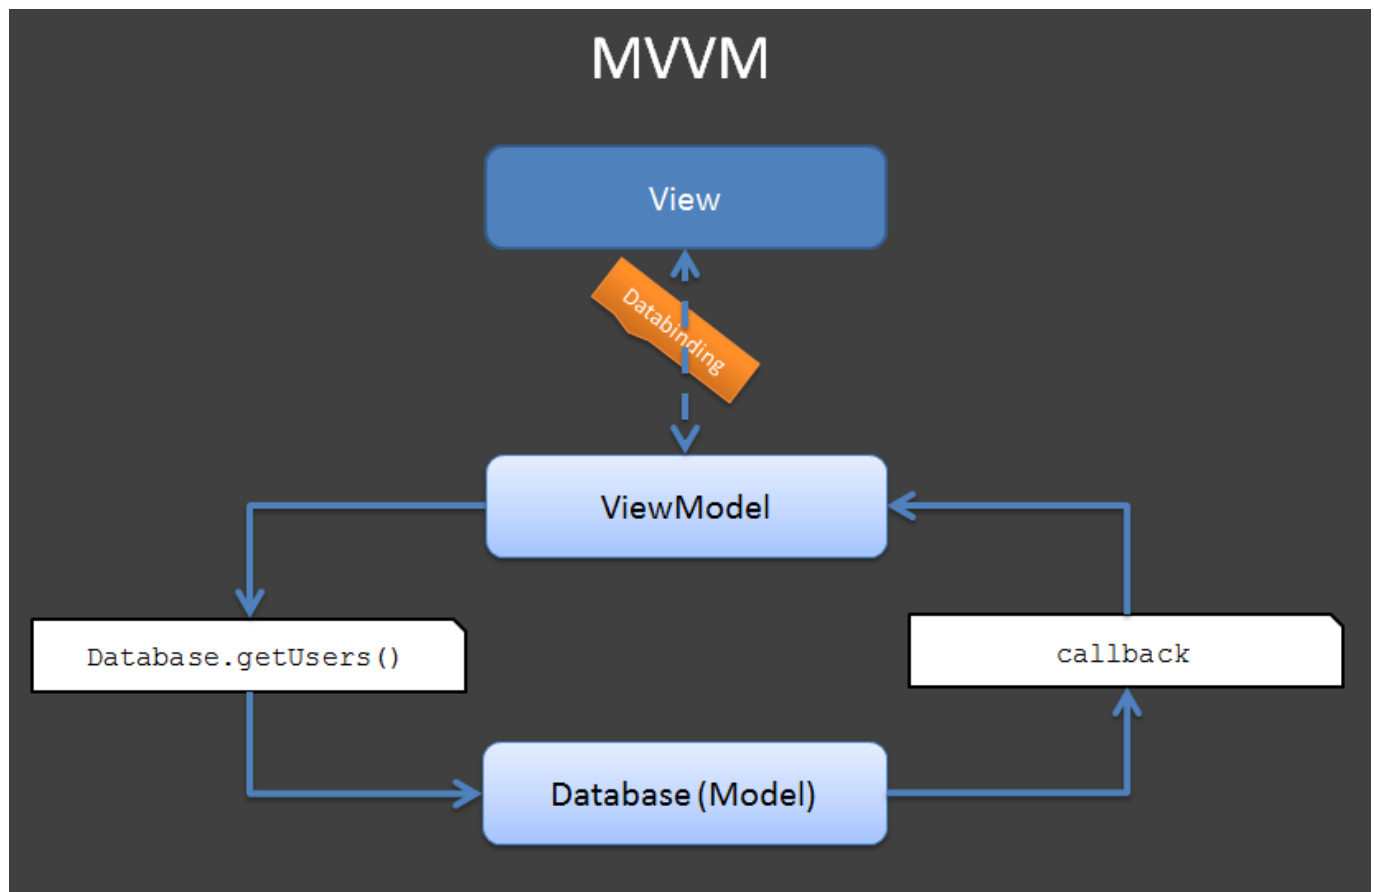 MVVM
View
Databinding
ViewModel
Database.getUsers()
callback
Database (Model)